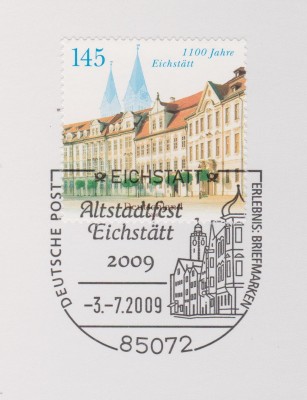 145
1100 Jahre
Eichstätt
EICHSTÄTT
Altstadtfest
Eichstätt
2009
-3.-7.2009
DEUTSCHE POST
ERLEBNIS: BRIEFMARKEN
85072